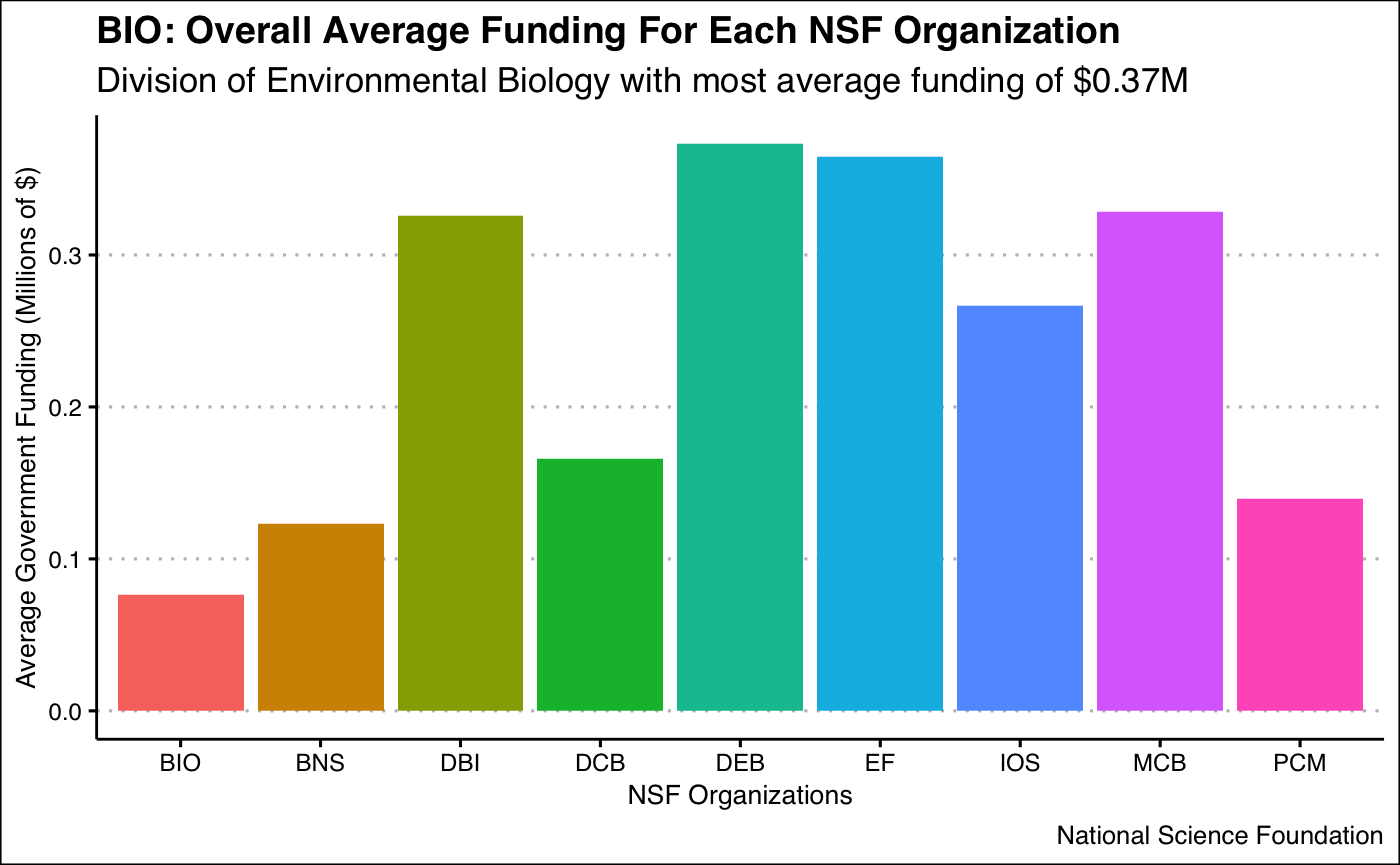 BIO: Overall Average Funding For Each NSF Organization
Division of Environmental Biology with most average funding of $0.37M
Average Government Funding (Millions of $)
0.3
0.2
0.1
0.0
BIO BNS DBI DCB DEB EF IOS MCB PCM
NSF Organizations
National Science Foundation